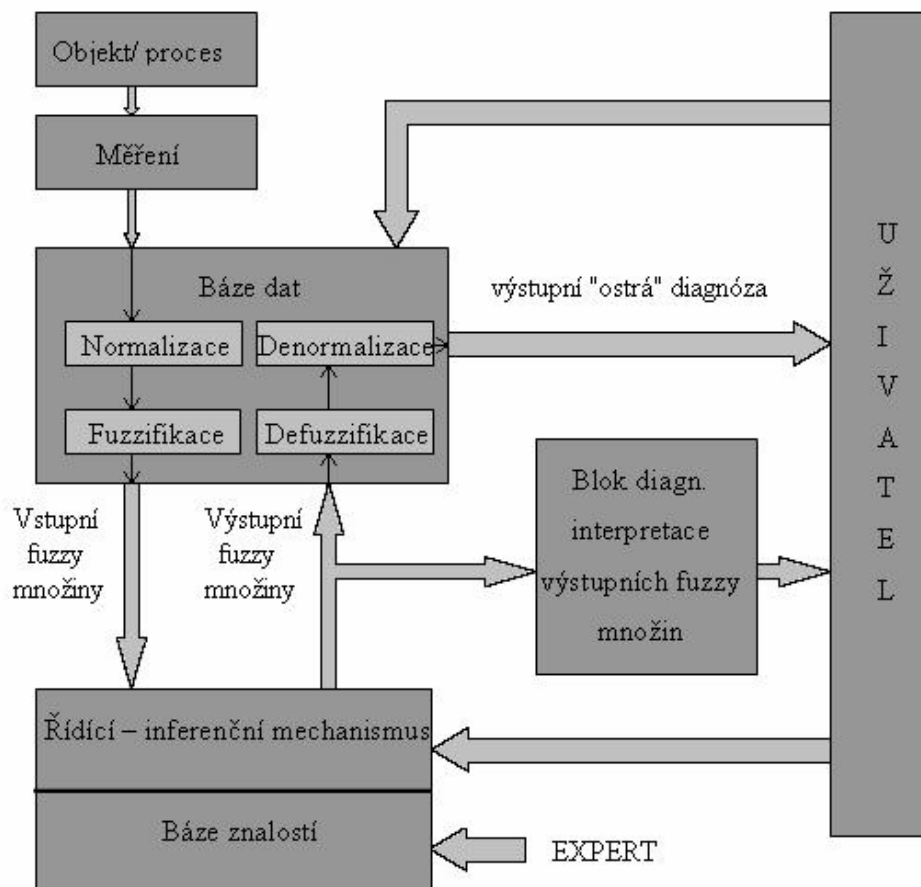 Objekt/ proces
Měření
Báze dat
Normalizace
Denormalizace
Fuzzifikace
Defuzzifikace
výstupní "ostrá" diagnóza
Vstupní
fuzzy
množiny
Výstupní
fuzzy
množiny
Blok diagn.
interpretace
výstupních fuzzy
množin
Řídící – inferenční mechanismus
Báze znalostí
EXPERT
U
Ž
I
V
A
T
E
L